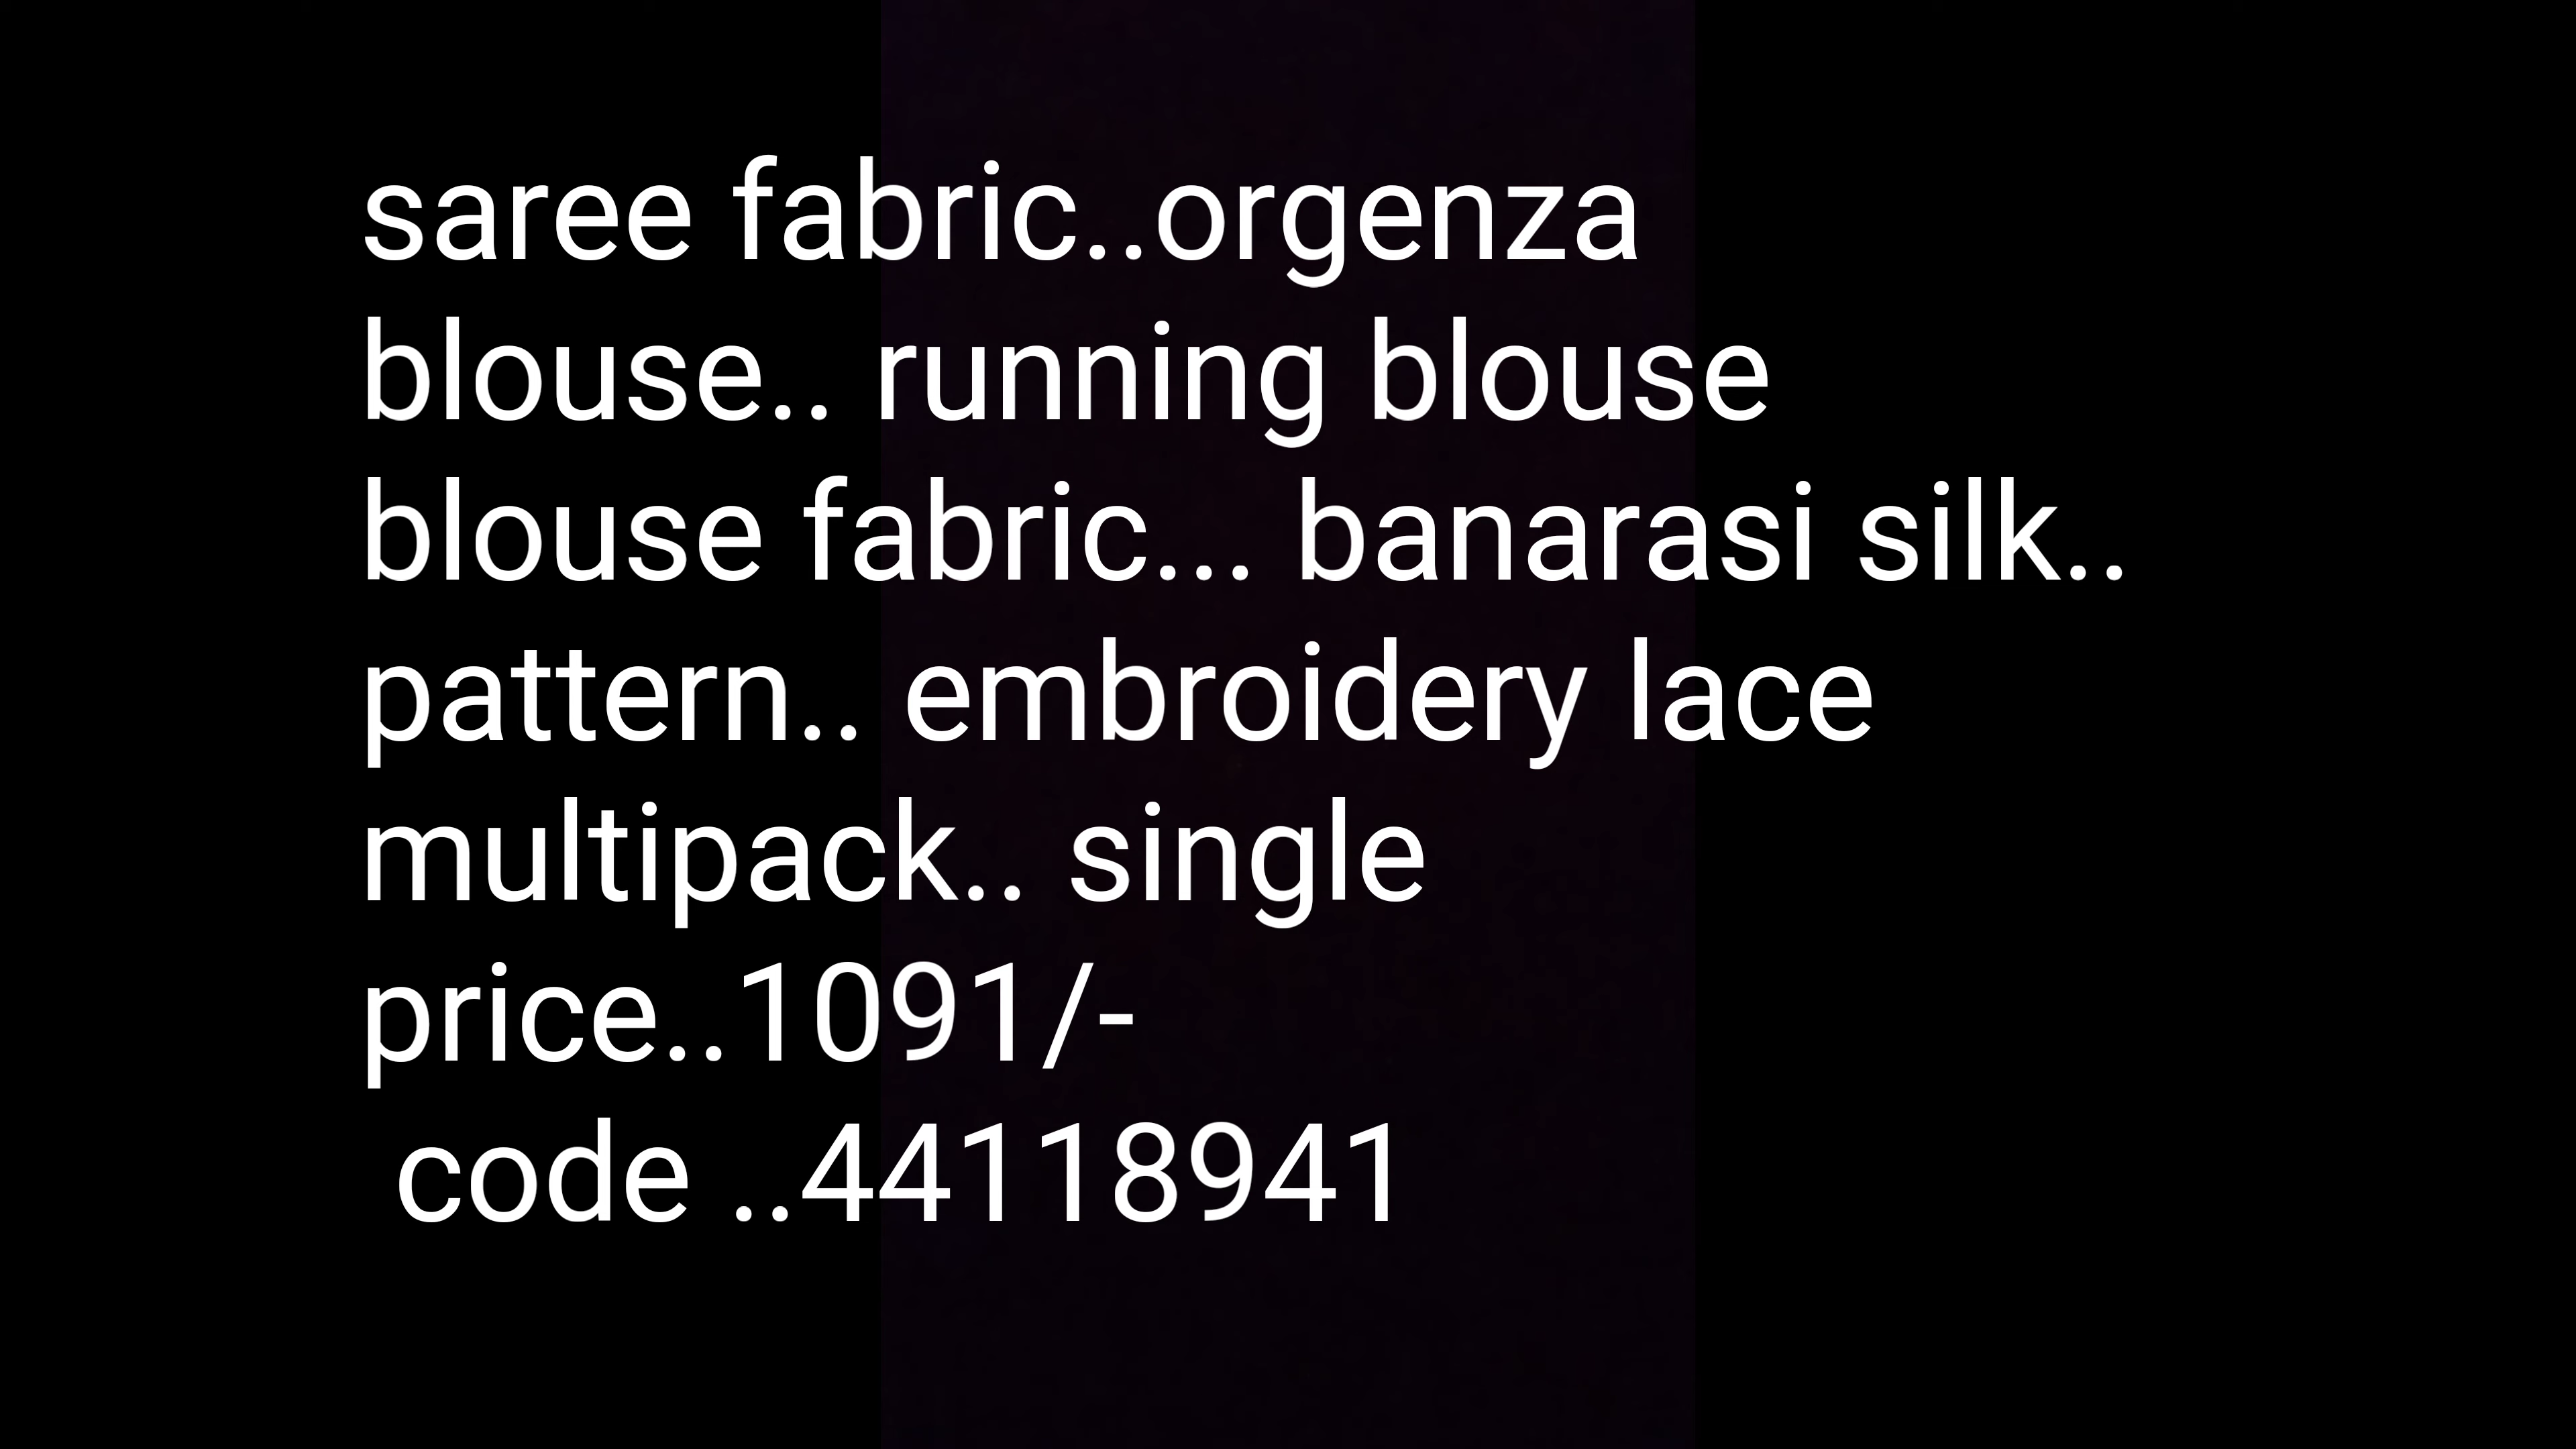 saree fabric..orgenza
blouse.. running blouse
blouse fabric... banarasi silk..
pattern.. embroidery lace
multipack.. single
price..1091/-
code ..44118941